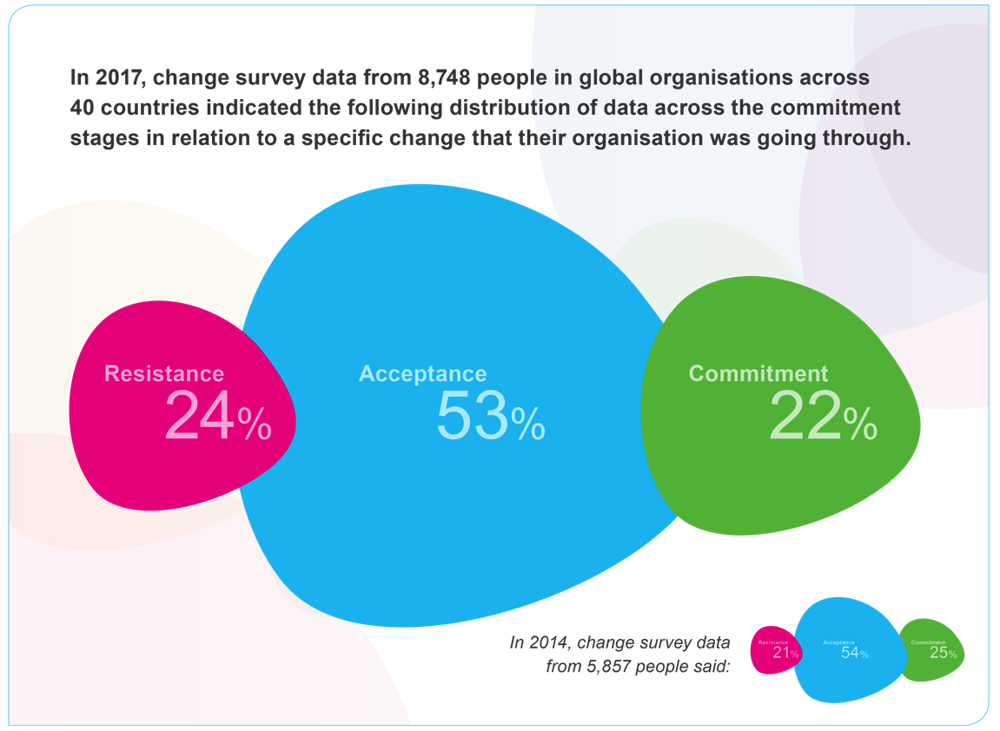 In 2017, change survey data from 8,748 people in global organisations across
40 countries indicated the following distribution of data across the commitment
stages in relation to a specific change that their organisation was going through.
Resistance
24%
Acceptance
53%
Commitment
22%
In 2014, change survey data
from 5,857 people said:
Resistance
21%
Acceptance
54%
Commitment
25%